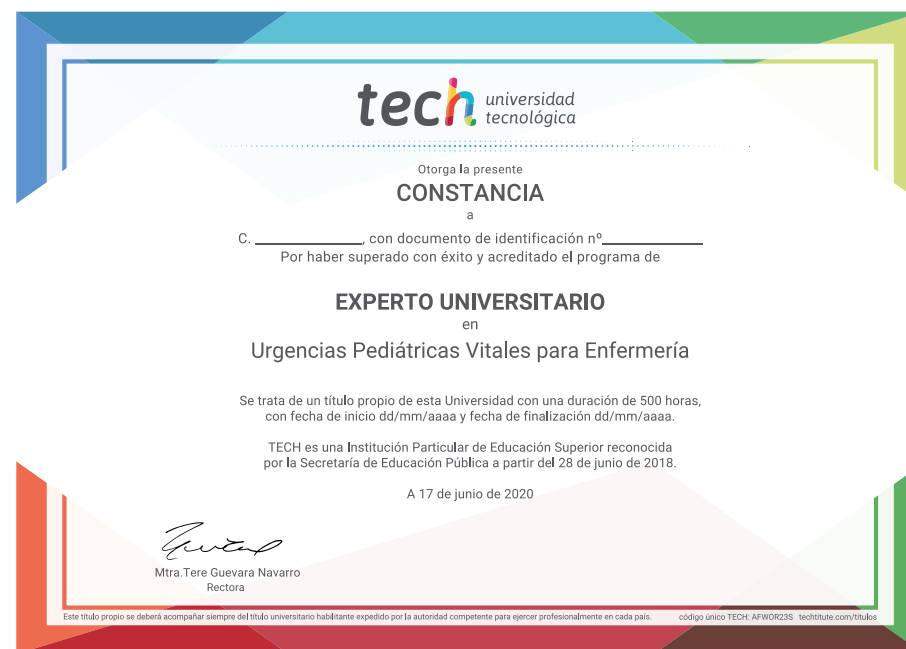 tech universidad
tecnológica
Otorga la presente
CONSTANCIA
a
C. ______________, con documento de identificación nº_____________
Por haber superado con éxito y acreditado el programa de
EXPERTO UNIVERSITARIO
en
Urgencias Pediátricas Vitales para Enfermería
Se trata de un título propio de esta Universidad con una duración de 500 horas,
con fecha de inicio dd/mm/aaaa y fecha de finalización dd/mm/aaaa.
TECH es una Institución Particular de Educación Superior reconocida
por la Secretaría de Educación Pública a partir del 28 de junio de 2018.
A 17 de junio de 2020
Mtra.Tere Guevara Navarro
Rectora
Este título propio se deberá acompañar siempre del título universitario habilitante expedido por la autoridad competente para ejercer profesionalmente en cada país. código único TECH: AFWOR23S techtitute.com/titulos